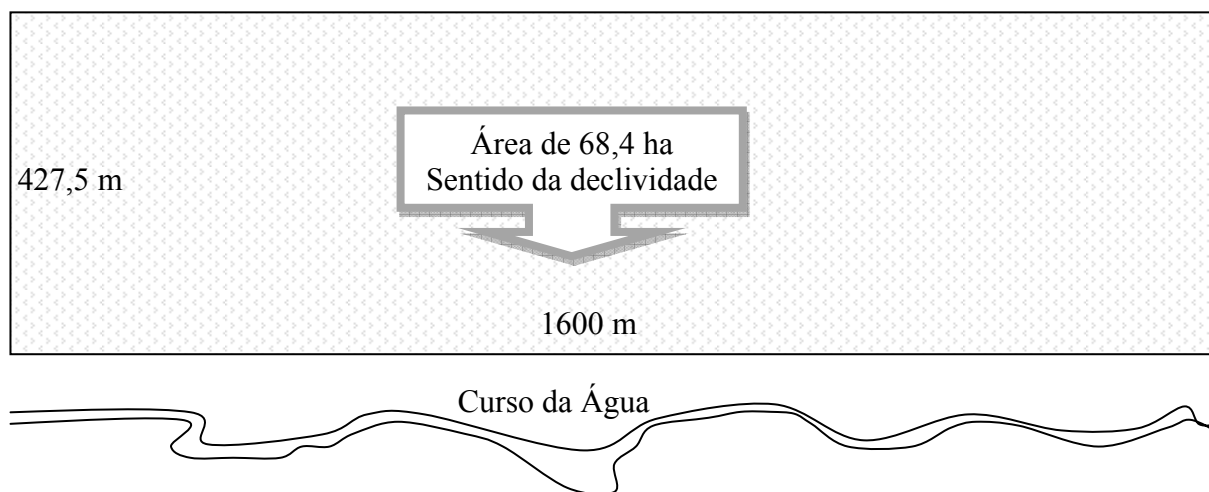 Área de 68,4 ha
Sentido da declividade
427,5 m
1600 m
Curso da Água